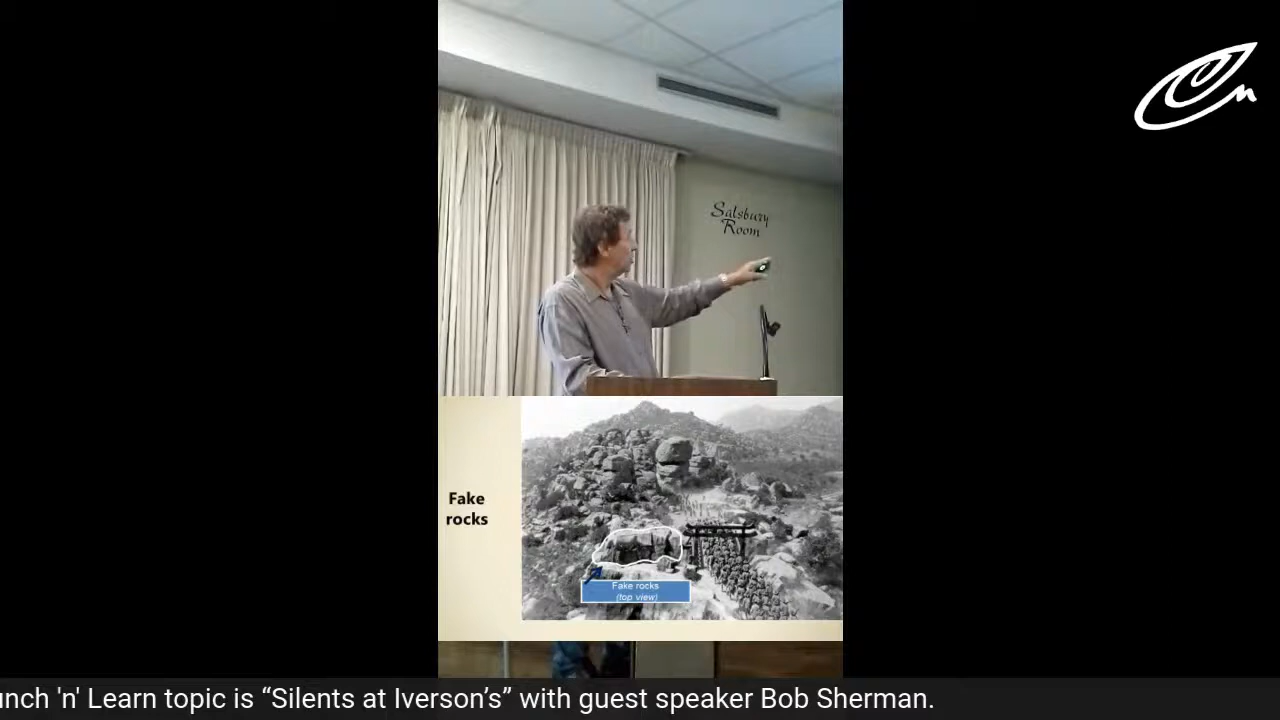 Salsbury
Room
Fake
rocks
Fake rocks
(top view)
unch 'n' Learn topic is “Silents at Iverson’s” with guest speaker Bob Sherman.